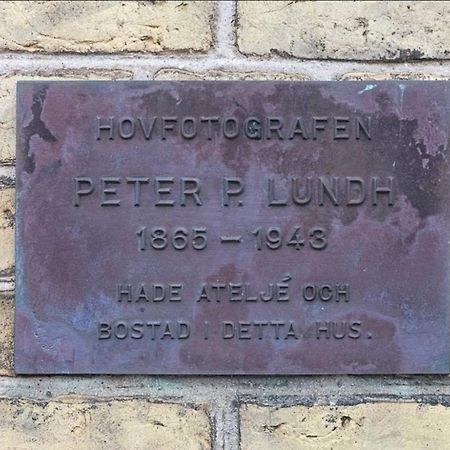 HOVFOTOGRAFEN
PETER P. LUNDH
1865 – 1943
HADE ATELJÉ OCH
BOSTAD I DETTA HUS.